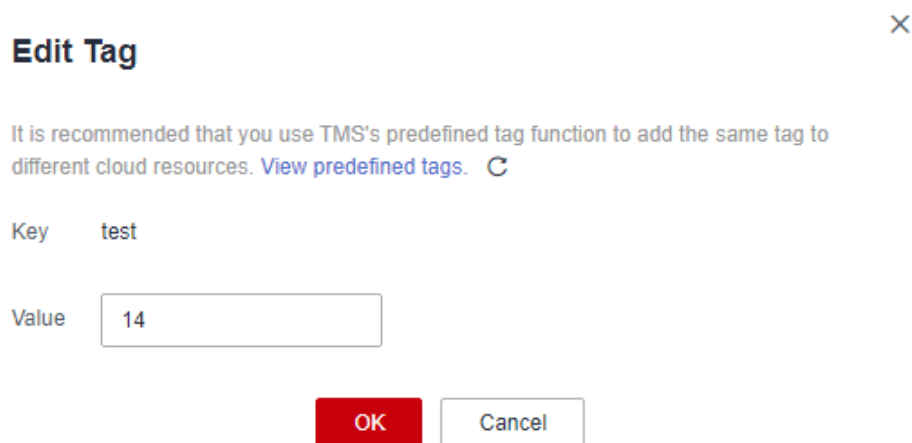 Edit Tag
It is recommended that you use TMS's predefined tag function to add the same tag to
different cloud resources. View predefined tags.
Key test
Value 14
OK Cancel